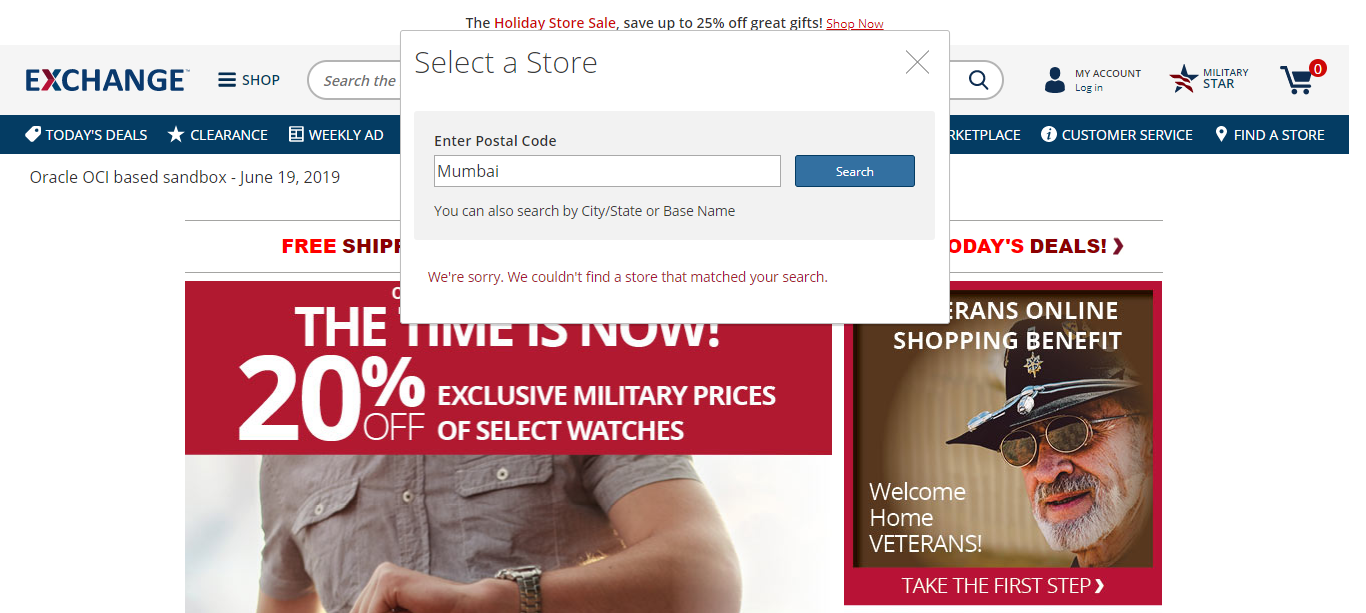 The Holiday Store Sale, save up to 25% off great gifts! Shop Now
Select a Store
EXCHANGE
SHOP
Search the
MY ACCOUNT
Log in
MILITARY
STAR
0
TODAY'S DEALS
CLEARANCE
WEEKLY AD
CUSTOMER SERVICE
FIND A STORE
Enter Postal Code
Mumbai
Search
You can also search by City/State or Base Name
We're sorry. We couldn't find a store that matched your search.
Oracle OCI based sandbox - June 19, 2019
FREE
DEALS! ❯
THE TIME IS NOW!
20% OFF EXCLUSIVE MILITARY PRICES
OF SELECT WATCHES
ONLINE
SHOPPING BENEFIT
Welcome
Home
VETERANS!
TAKE THE FIRST STEP ❯